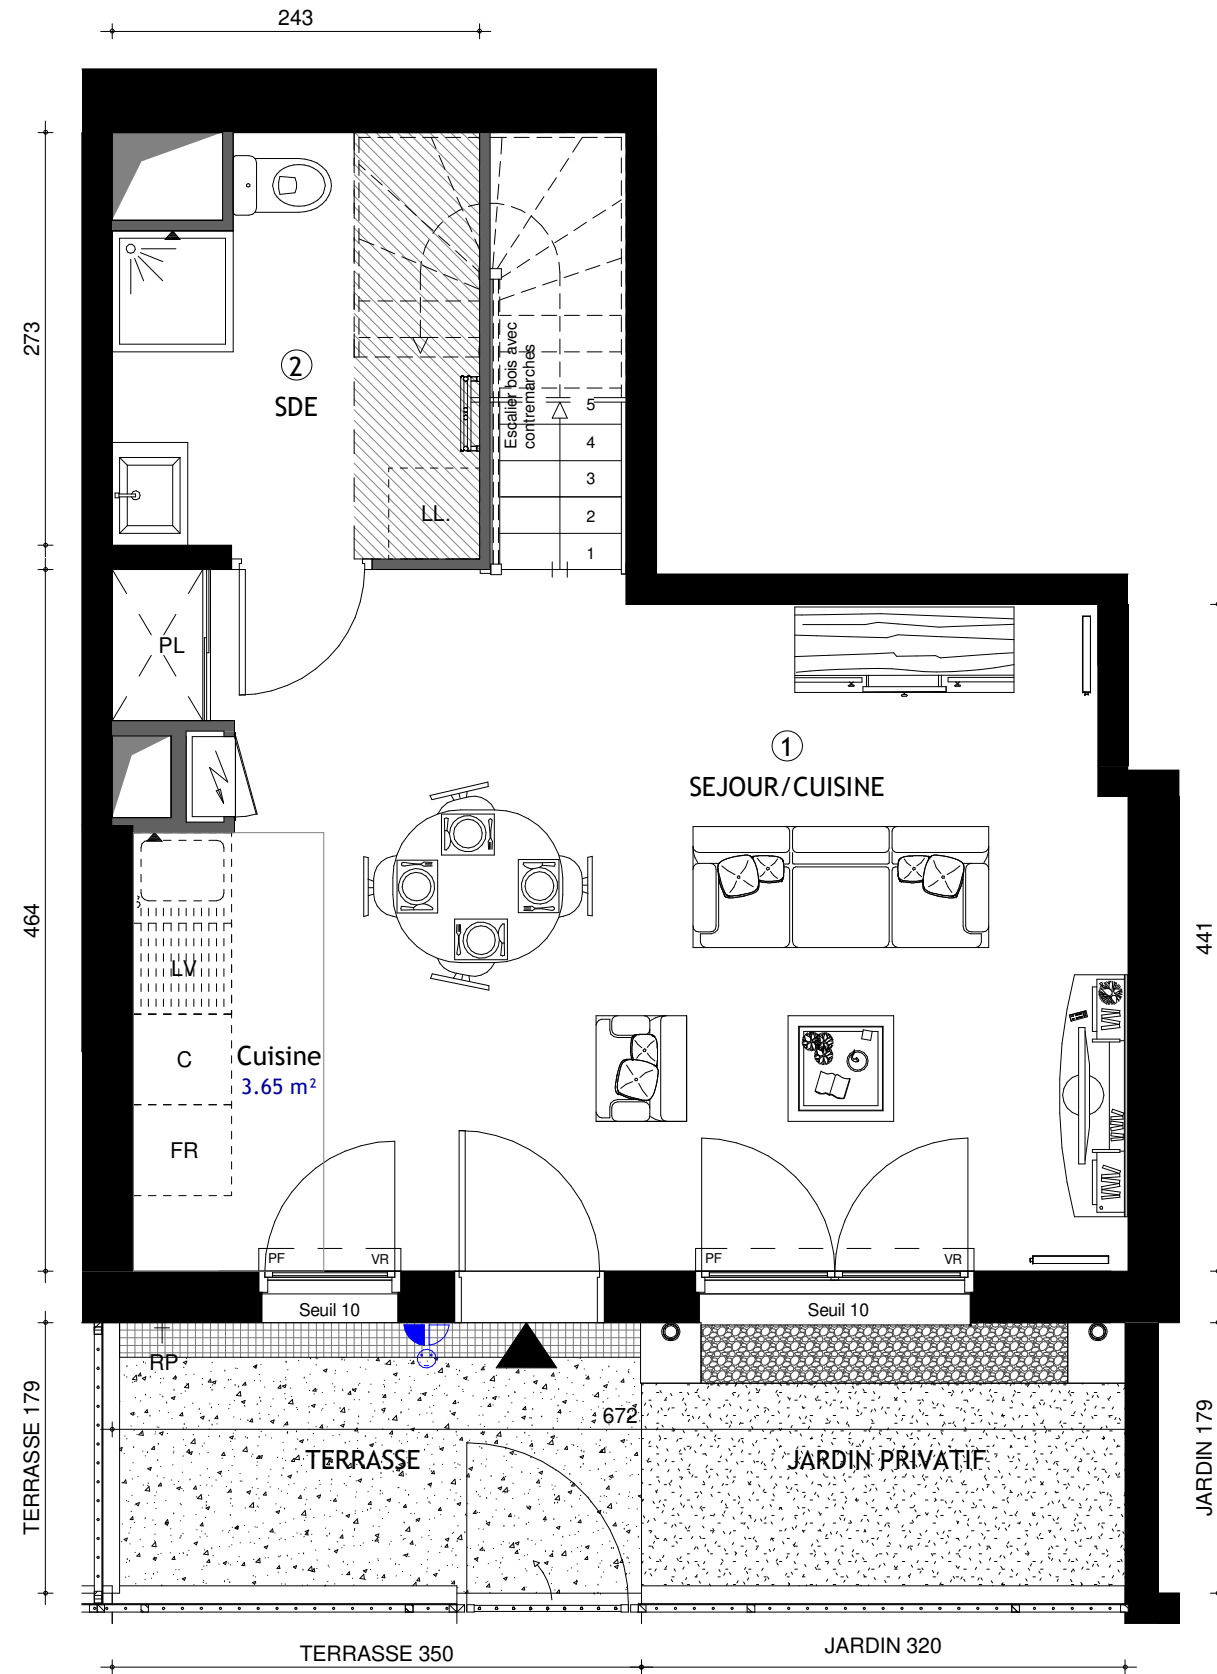 243
273
② 
SDE
Escalier bois avec
contremarches
5
4
3
2
1
LL.
PL
①
SEJOUR/CUISINE
464
441
LV
C
Cuisine
3.65 m²
FR
PF
VR
PF
VR
Seuil 10
Seuil 10
RP
TERRASSE 179
672
JARDIN 179
TERRASSE
JARDIN PRIVATIF
TERRASSE 350
JARDIN 320